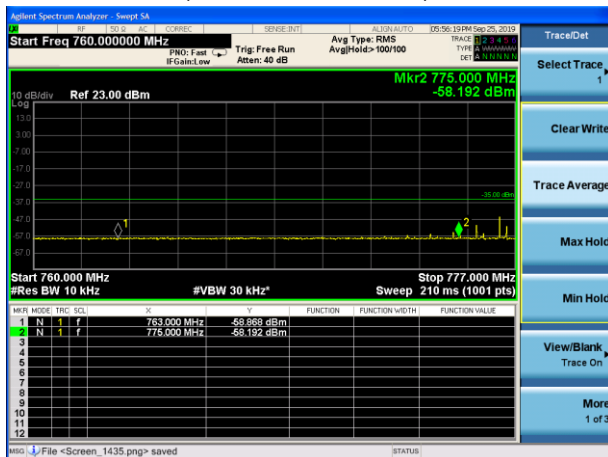 Agilent Spectrum Analyzer - Swept SA
RF 50 Ω AC CORREC SENSE:INT ALIGN AUTO 05:56:19 PM Sep 25, 2019
Start Freq 760.000000 MHz
PNO: Fast
IFGain:Low
Trig: Free Run
Atten: 40 dB
Avg Type: RMS
Avg|Hold:>100/100
TRACE 1 2 3 4 5 6
TYPE A WWWWW
DET A N N N N N
Mkr2 775.000 MHz
-58.192 dBm
10 dB/div Ref 23.00 dBm
Log
13.0
3.00
-7.00
-17.0
-27.0
-35.00 dBm
-37.0
-47.0
1
2
-57.0
-67.0
Start 760.000 MHz Stop 777.000 MHz
#Res BW 10 kHz #VBW 30 kHz* Sweep 210 ms (1001 pts)
MKR MODE TRC SCL X Y FUNCTION FUNCTION WIDTH FUNCTION VALUE
1 N 1 f 763.000 MHz -58.868 dBm
2 N 1 f 775.000 MHz -58.192 dBm
3
4
5
6
7
8
9
10
11
12
MSG File <Screen_1435.png> saved STATUS
Trace/Det
Select Trace
1
Clear Write
Trace Average
Max Hold
Min Hold
View/Blank
Trace On
More
1 of 3